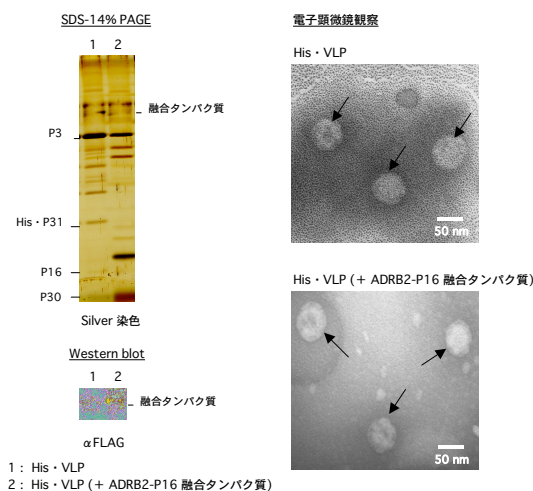 SDS-14% PAGE
1 2
融合タンパク質
P3
His・P31
P16
P30
Silver 染色
Western blot
1 2
融合タンパク質
αFLAG
1： His・VLP
2： His・VLP (+ ADRB2-P16 融合タンパク質)
電子顕微鏡観察
His・VLP
50 nm
His・VLP (+ ADRB2-P16 融合タンパク質)
50 nm